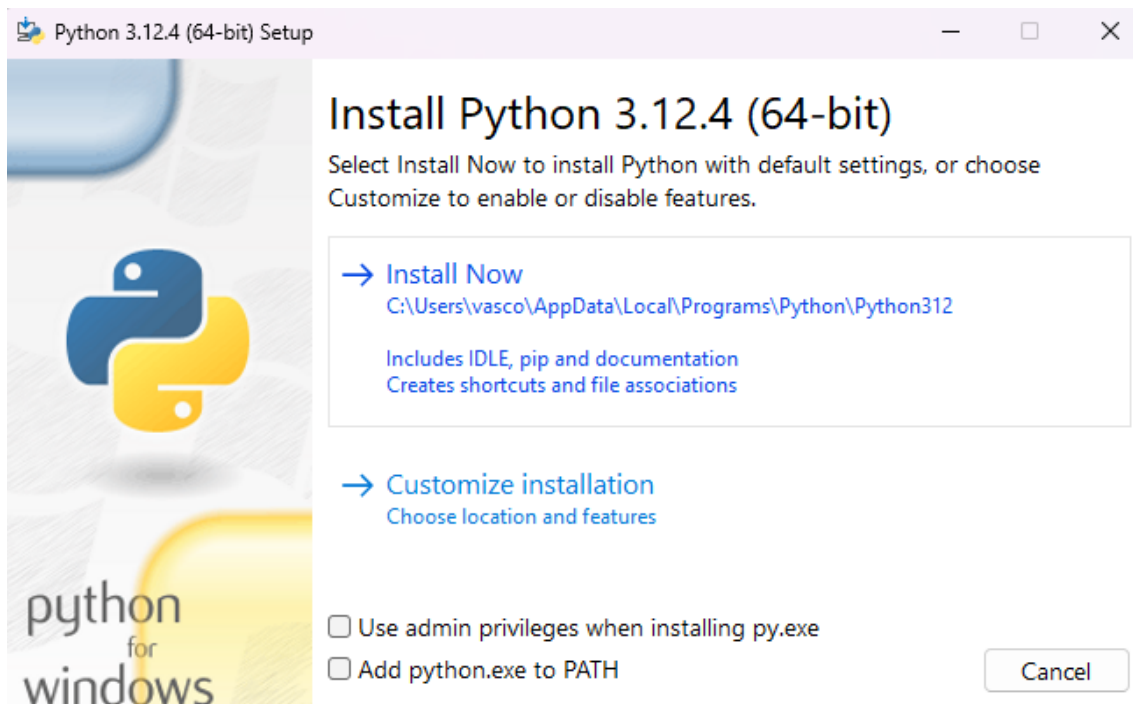 Python 3.12.4 (64-bit) Setup
Install Python 3.12.4 (64-bit)
Select Install Now to install Python with default settings, or choose
Customize to enable or disable features.
Install Now
C:\Users\vasco\AppData\Local\Programs\Python\Python312
Includes IDLE, pip and documentation
Creates shortcuts and file associations
Customize installation
Choose location and features
python
for
windows
Use admin privileges when installing py.exe
Add python.exe to PATH
Cancel